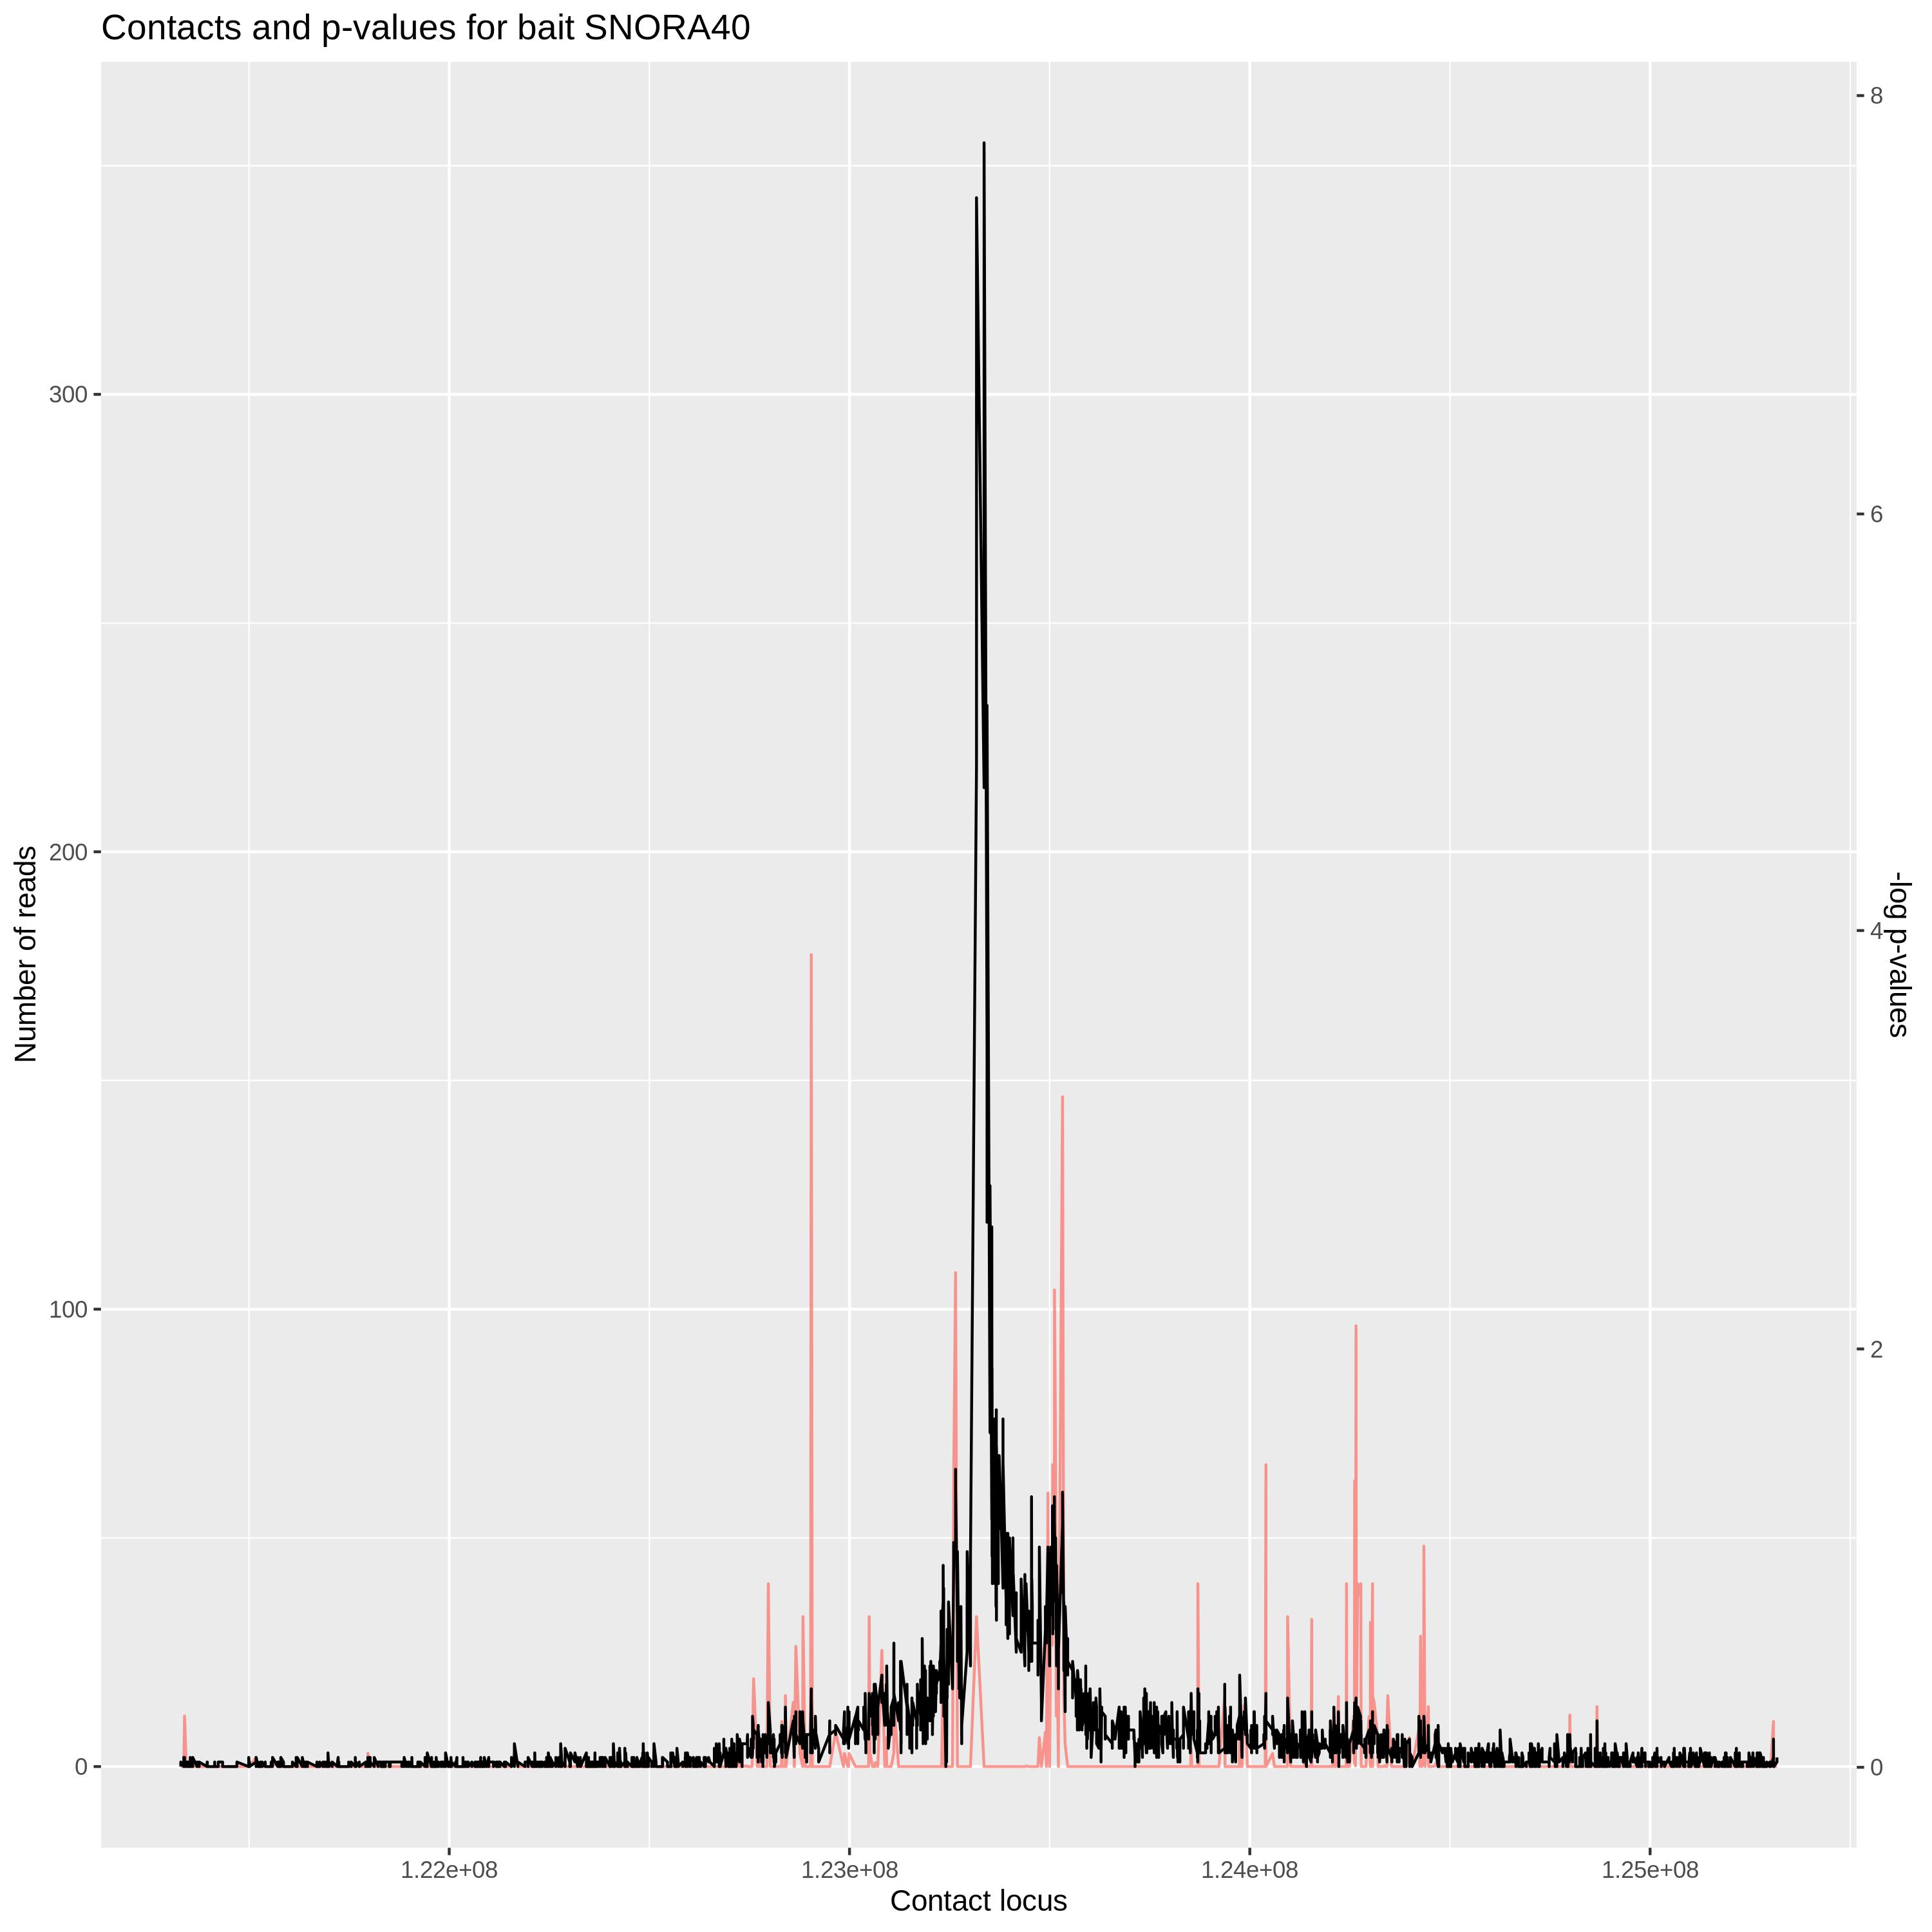 Contacts and p-values for bait SNORA40
Number of reads
300
200
100
0
8
6
4
2
0
-log p-values
1.22e+08
1.23e+08
1.24e+08
1.25e+08
Contact locus